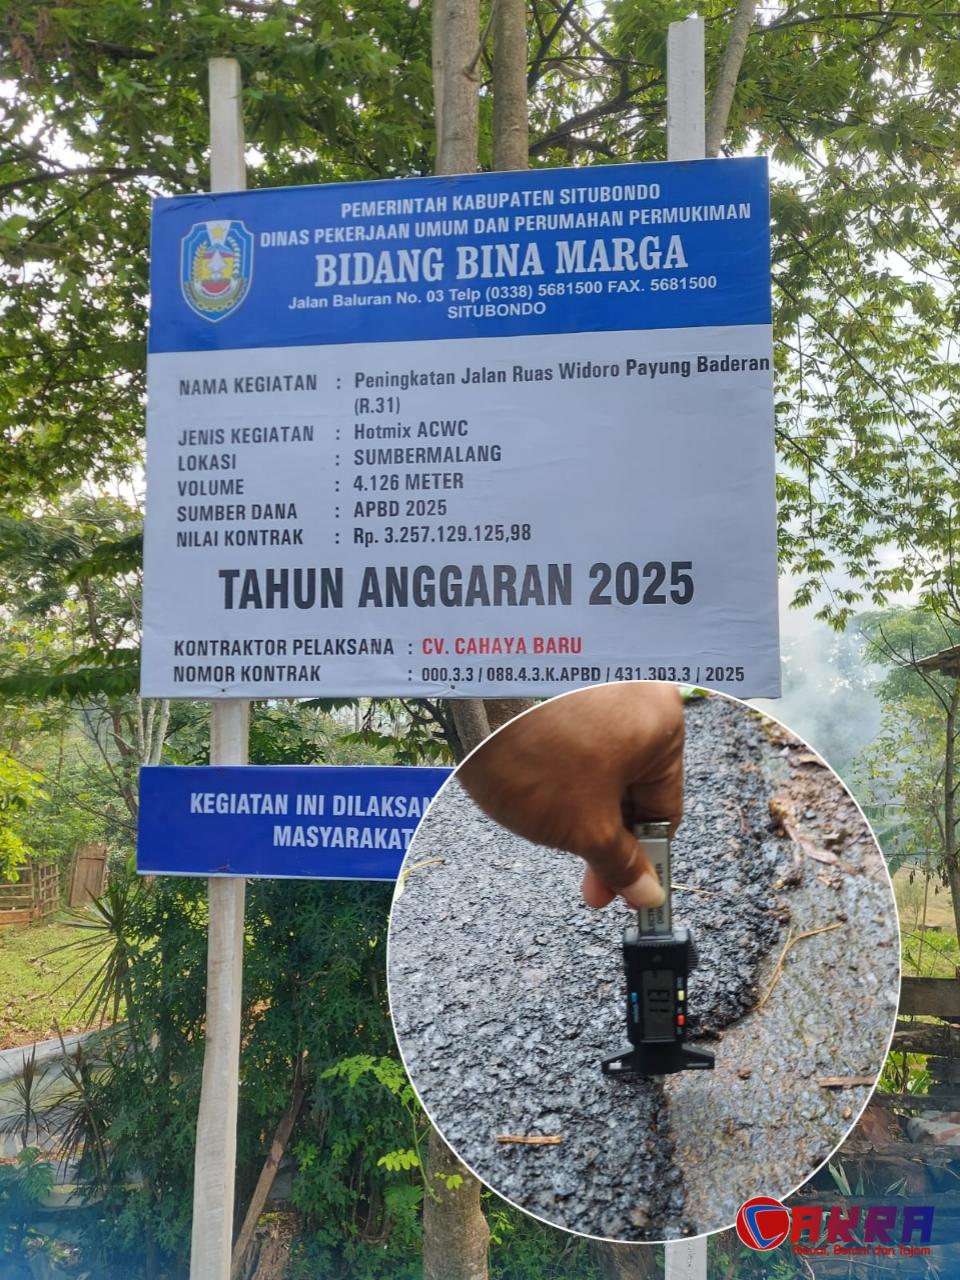 PEMERINTAH KABUPATEN SITUBONDO
DINAS PEKERJAAN UMUM DAN PERUMAHAN PERMUKIMAN
BIDANG BINA MARGA
Jalan Baluran No. 03 Telp (0338) 5681500 FAX. 5681500
SITUBONDO
NAMA KEGIATAN : Peningkatan Jalan Ruas Widoro Payung Baderan
(R.31)
JENIS KEGIATAN : Hotmix ACWC
LOKASI : SUMBERMALANG
VOLUME : 4.126 METER
SUMBER DANA : APBD 2025
NILAI KONTRAK : Rp. 3.257.129.125,98
TAHUN ANGGARAN 2025
KONTRAKTOR PELAKSANA : CV. CAHAYA BARU
NOMOR KONTRAK : 000.3.3 / 088.4.3.K.APBD / 431.303.3 / 2025
KEGIATAN INI DILAKSAN
MASYARAKAT
CAKRA
Berani dan Tajam